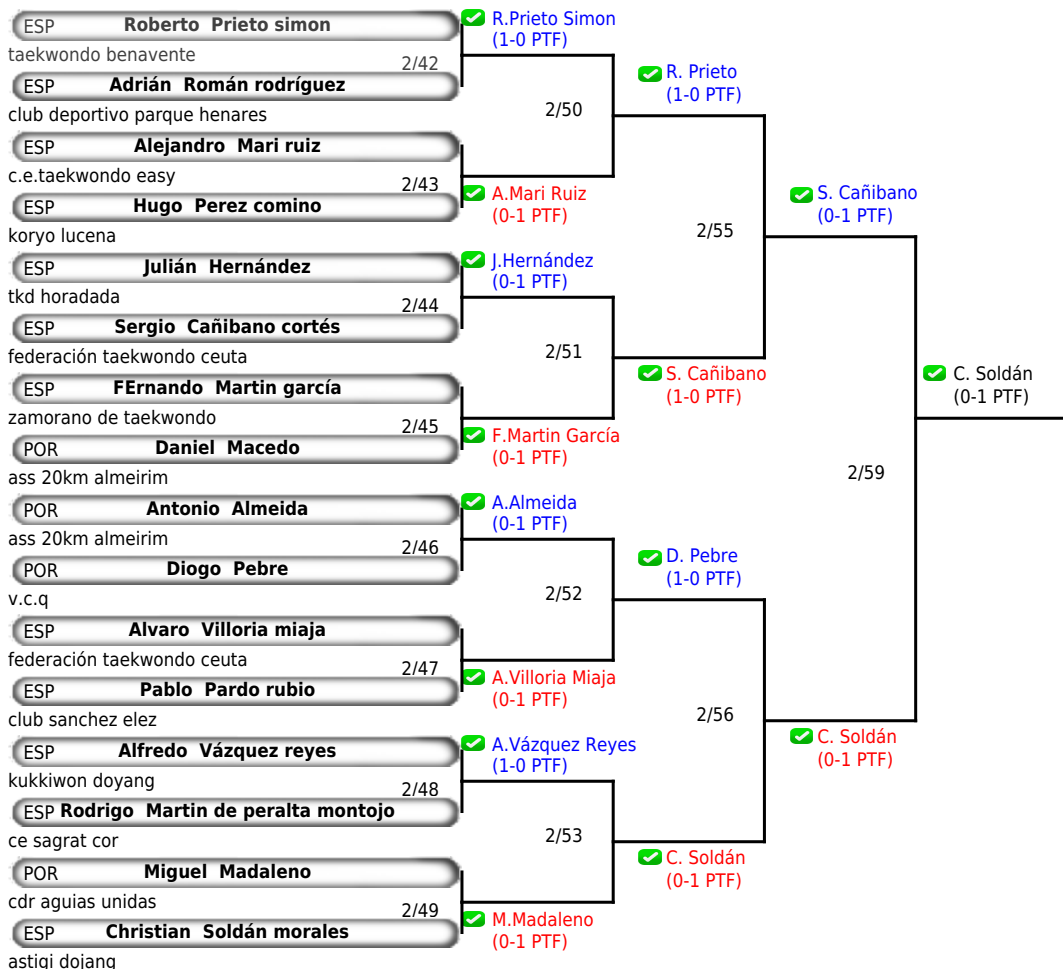 ESP Roberto Prieto simon
taekwondo benavente
2/42
ESP Adrián Román rodríguez
club deportivo parque henares
ESP Alejandro Mari ruiz
c.e.taekwondo easy
2/43
ESP Hugo Perez comino
koryo lucena
ESP Julián Hernández
tkd horadada
2/44
ESP Sergio Cañibano cortés
federación taekwondo ceuta
ESP FErnando Martin garcía
zamorano de taekwondo
2/45
POR Daniel Macedo
ass 20km almeirim
POR Antonio Almeida
ass 20km almeirim
2/46
POR Diogo Pebre
v.c.q
ESP Alvaro Villoria miaja
federación taekwondo ceuta
2/47
ESP Pablo Pardo rubio
club sanchez elez
ESP Alfredo Vázquez reyes
kukkiwon doyang
2/48
ESP Rodrigo Martin de peralta montojo
ce sagrat cor
POR Miguel Madaleno
cdr aguias unidas
2/49
ESP Christian Soldán morales
astigi dojang
R.Prieto Simon
(1-0 PTF)
2/50
A.Mari Ruiz
(0-1 PTF)
J.Hernández
(0-1 PTF)
2/51
F.Martin García
(0-1 PTF)
A.Almeida
(0-1 PTF)
2/52
A.Villoria Miaja
(0-1 PTF)
A.Vázquez Reyes
(1-0 PTF)
2/53
M.Madaleno
(0-1 PTF)
R. Prieto
(1-0 PTF)
2/55
S. Cañibano
(1-0 PTF)
D. Pebre
(1-0 PTF)
2/56
C. Soldán
(0-1 PTF)
S. Cañibano
(0-1 PTF)
2/59
C. Soldán
(0-1 PTF)
C. Soldán
(0-1 PTF)